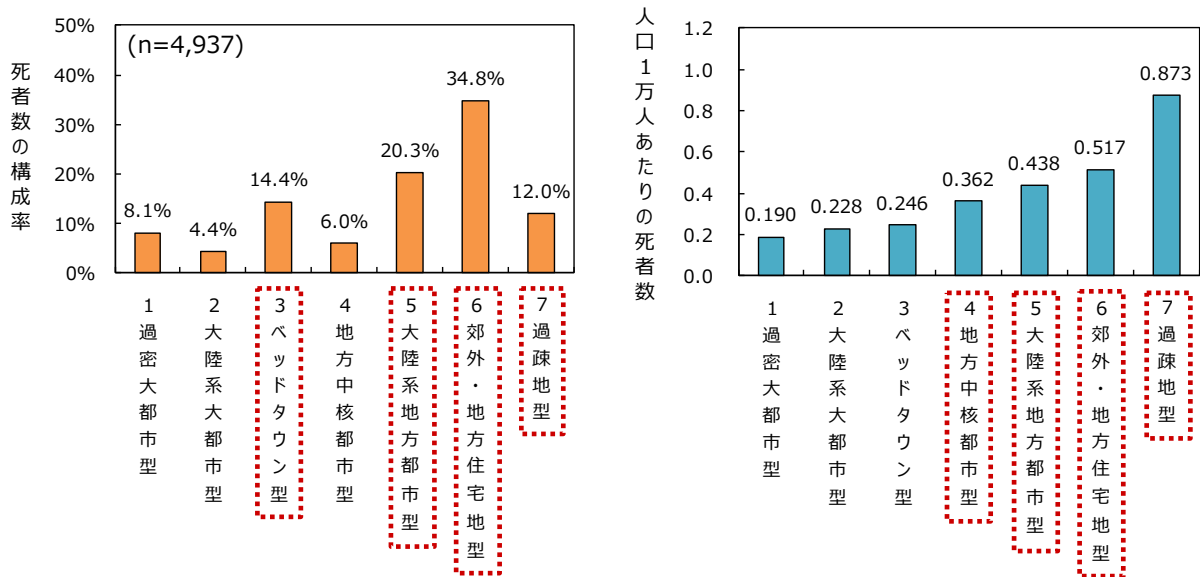 死者数の構成率
50%
40%
30%
20%
10%
0%
(n=4,937)
8.1%
4.4%
14.4%
6.0%
20.3%
34.8%
12.0%
1過密大都市型
2大陸系大都市型
3ベッドタウン型
4地方中核都市型
5大陸系地方都市型
6郊外・地方住宅地型
7過疎地型
人口1万人あたりの死者数
1.2
1.0
0.8
0.6
0.4
0.2
0.0
0.190
0.228
0.246
0.362
0.438
0.517
0.873
1過密大都市型
2大陸系大都市型
3ベッドタウン型
4地方中核都市型
5大陸系地方都市型
6郊外・地方住宅地型
7過疎地型